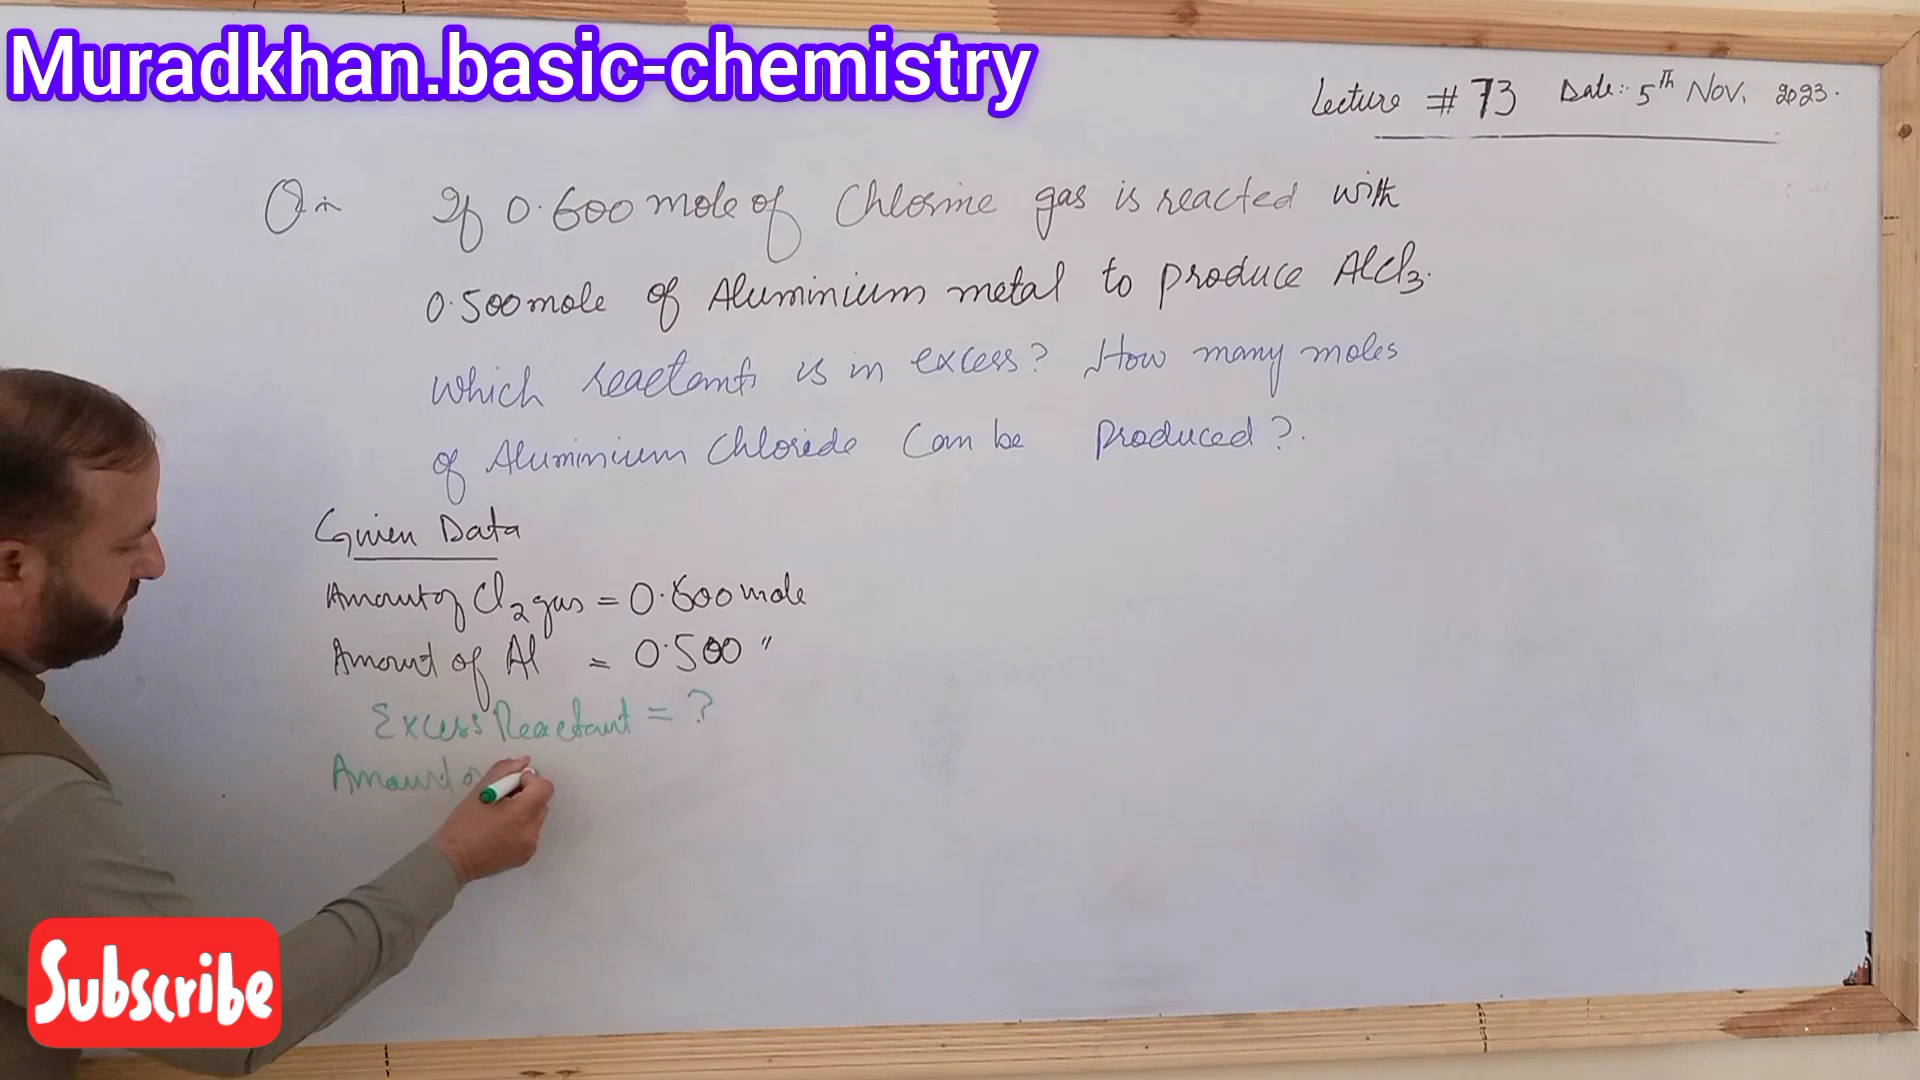 Muradkhan.basic-chemistry
Lecture # 73 Date:- 5th Nov. 2023.
Q:- If 0.600 mole of Chlorine gas is reacted with
0.500 mole of Aluminium metal to produce AlCl3.
which reactants is in excess? How many moles
of Aluminium Chloride can be produced?.
Given Data
Amount of Cl2 gas = 0.600 mole
Amount of Al = 0.500 "
Excess Reactant = ?
Amount o
Subscribe